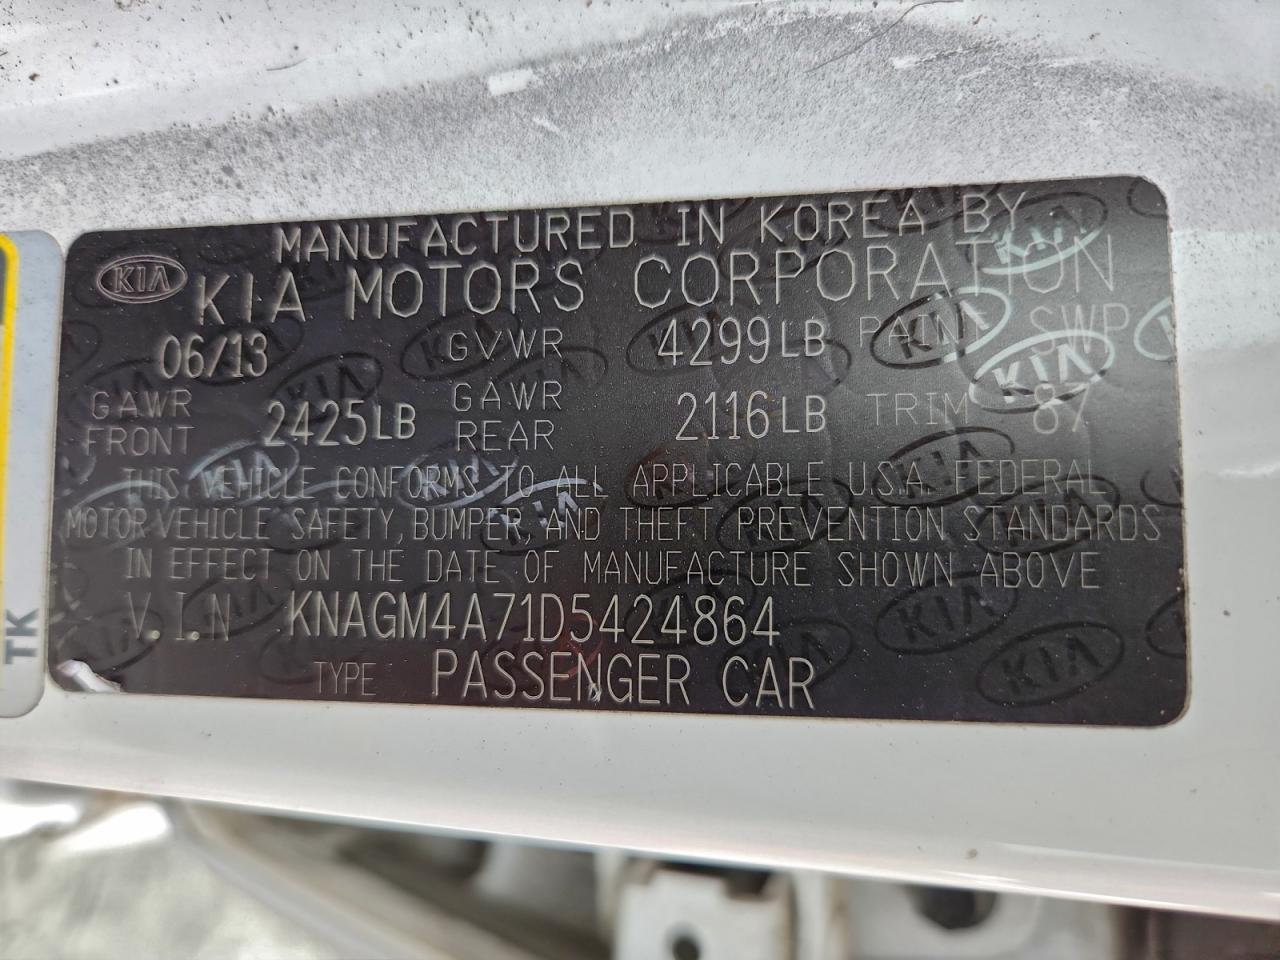 MANUFACTURED IN KOREA BY
KIA KIA MOTORS CORPORATION
06/13 GVWR 4299LB PAINT SWP
GAWR FRONT 2425LB GAWR REAR 2116LB TRIM 87
THIS VEHICLE CONFORMS TO ALL APPLICABLE U.S.A. FEDERAL
MOTOR VEHICLE SAFETY, BUMPER, AND THEFT PREVENTION STANDARDS
IN EFFECT ON THE DATE OF MANUFACTURE SHOWN ABOVE
V.I.N KNAGM4A71D5424864
TYPE PASSENGER CAR
TK